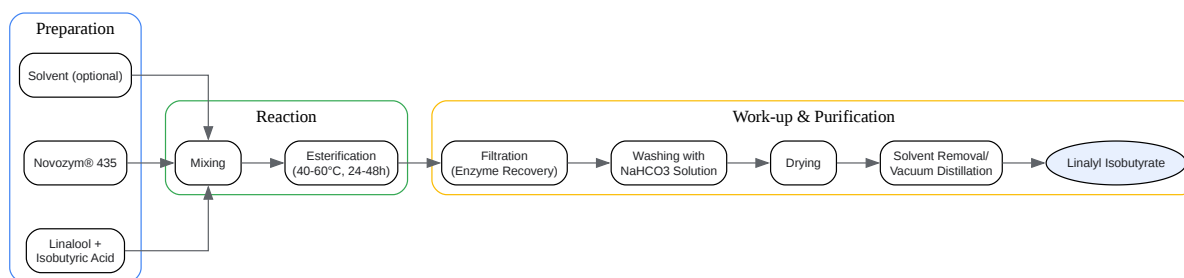 Preparation
Solvent (optional)
Novozym® 435
Linalool +
Isobutyric Acid
Reaction
Mixing
Esterification
(40-60°C, 24-48h)
Work-up & Purification
Filtration
(Enzyme Recovery)
Washing with
NaHCO3 Solution
Drying
Solvent Removal/
Vacuum Distillation
Linalyl Isobutyrate